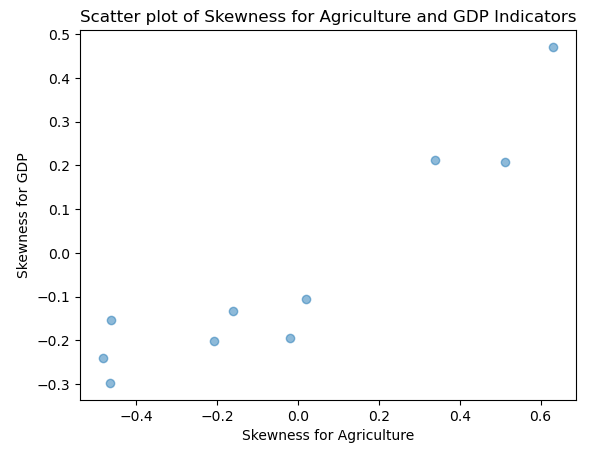 Scatter plot of Skewness for Agriculture and GDP Indicators
0.5
0.4
0.3
0.2
0.1
0.0
−0.1
−0.2
−0.3
Skewness for GDP
−0.4 −0.2 0.0 0.2 0.4 0.6
Skewness for Agriculture